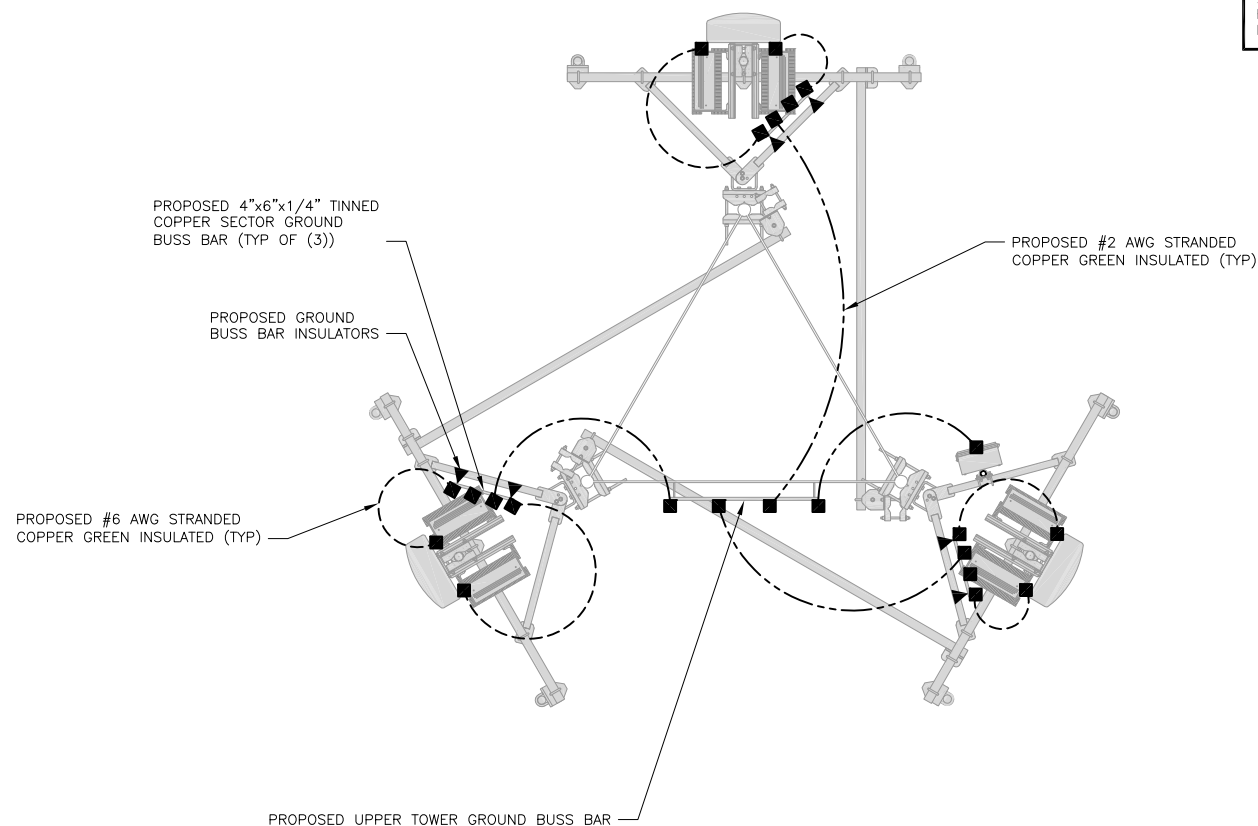 PROPOSED 4"x6"x1/4" TINNED
COPPER SECTOR GROUND
BUSS BAR (TYP OF (3))
PROPOSED #2 AWG STRANDED
COPPER GREEN INSULATED (TYP)
PROPOSED GROUND
BUSS BAR INSULATORS
PROPOSED #6 AWG STRANDED
COPPER GREEN INSULATED (TYP)
PROPOSED UPPER TOWER GROUND BUSS BAR